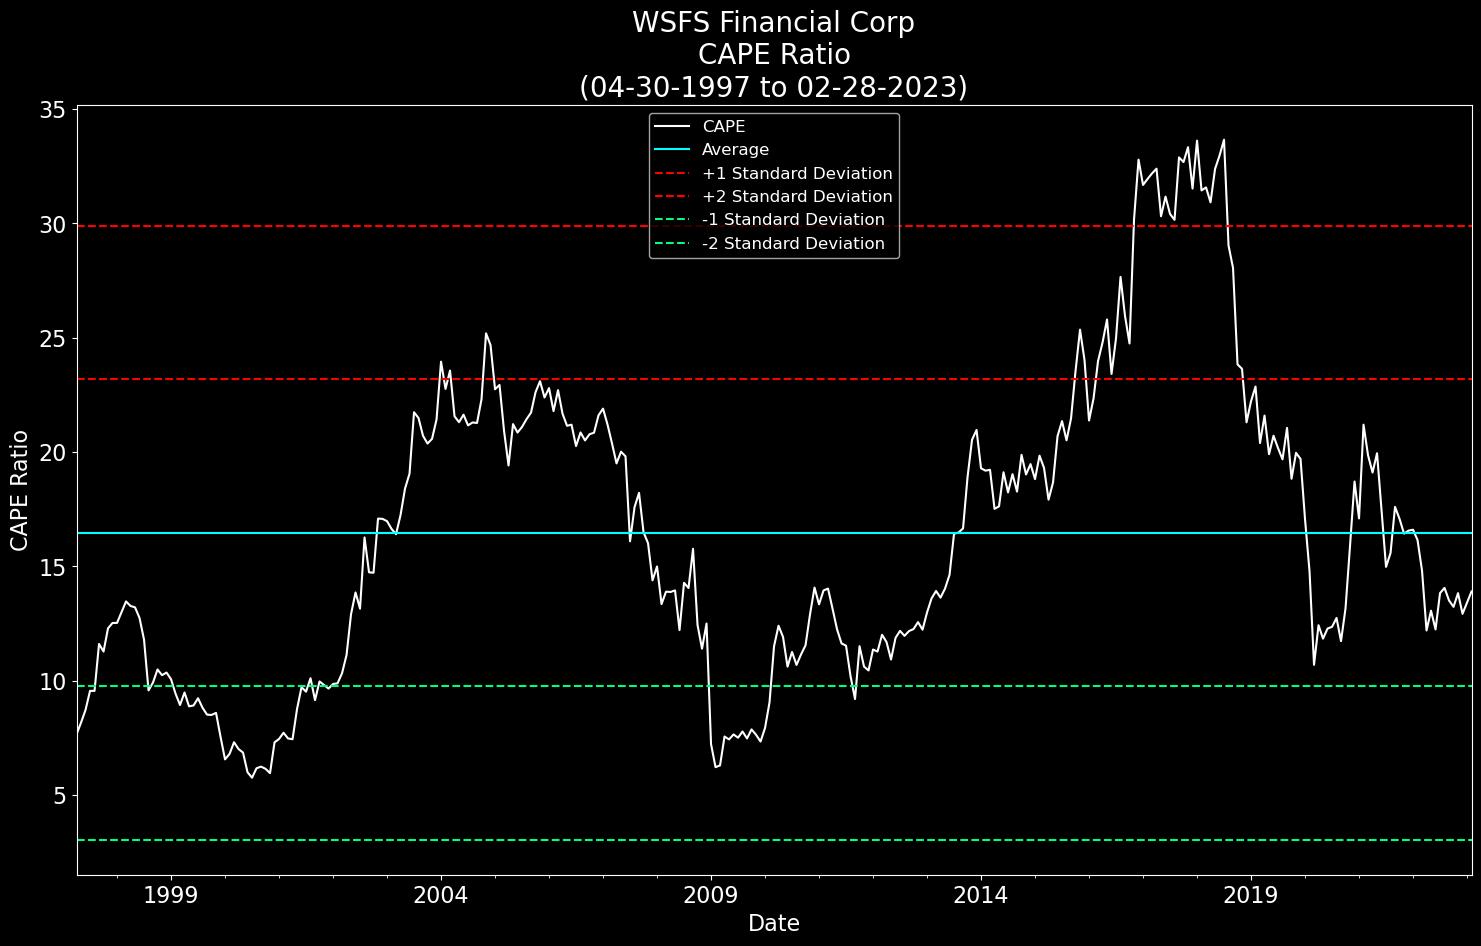 WSFS Financial Corp
CAPE Ratio
(04-30-1997 to 02-28-2023)
CAPE
Average
+1 Standard Deviation
+2 Standard Deviation
-1 Standard Deviation
-2 Standard Deviation
CAPE Ratio
35
30
25
20
15
10
5
1999
2004
2009
2014
2019
Date